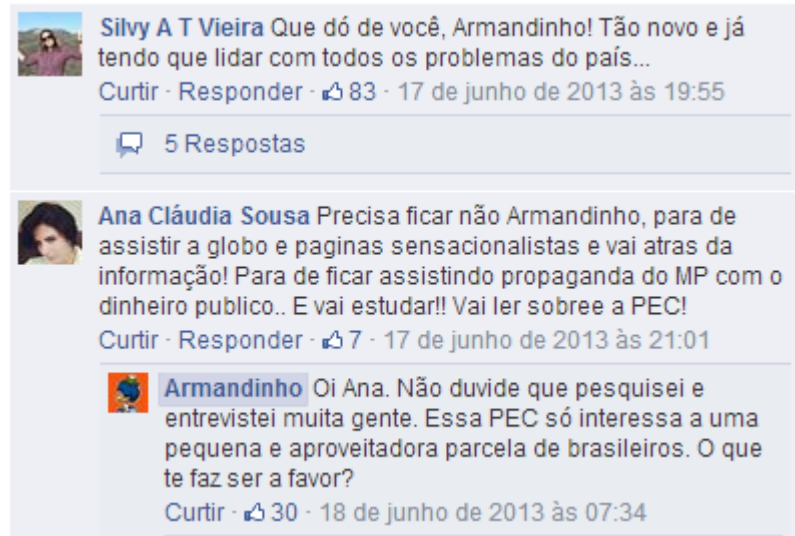 Silvy A T Vieira Que dó de você, Armandinho! Tão novo e já
tendo que lidar com todos os problemas do país...
Curtir · Responder · 83 · 17 de junho de 2013 às 19:55
5 Respostas
Ana Cláudia Sousa Precisa ficar não Armandinho, para de
assistir a globo e paginas sensacionalistas e vai atras da
informação! Para de ficar assistindo propaganda do MP com o
dinheiro publico.. E vai estudar!! Vai ler sobree a PEC!
Curtir · Responder · 7 · 17 de junho de 2013 às 21:01
Armandinho Oi Ana. Não duvide que pesquisei e
entrevistei muita gente. Essa PEC só interessa a uma
pequena e aproveitadora parcela de brasileiros. O que
te faz ser a favor?
Curtir · 30 · 18 de junho de 2013 às 07:34